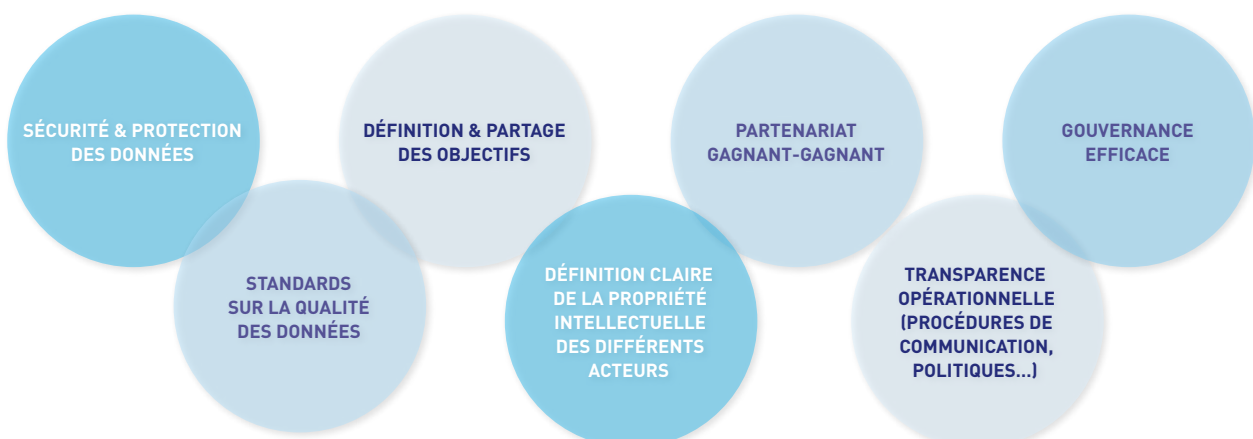 SÉCURITÉ & PROTECTION
DES DONNÉES
STANDARDS
SUR LA QUALITÉ
DES DONNÉES
DÉFINITION & PARTAGE
DES OBJECTIFS
DÉFINITION CLAIRE
DE LA PROPRIÉTÉ
INTELLECTUELLE
DES DIFFÉRENTS
ACTEURS
PARTENARIAT
GAGNANT-GAGNANT
TRANSPARENCE
OPÉRATIONNELLE
(PROCÉDURES DE
COMMUNICATION,
POLITIQUES...)
GOUVERNANCE
EFFICACE